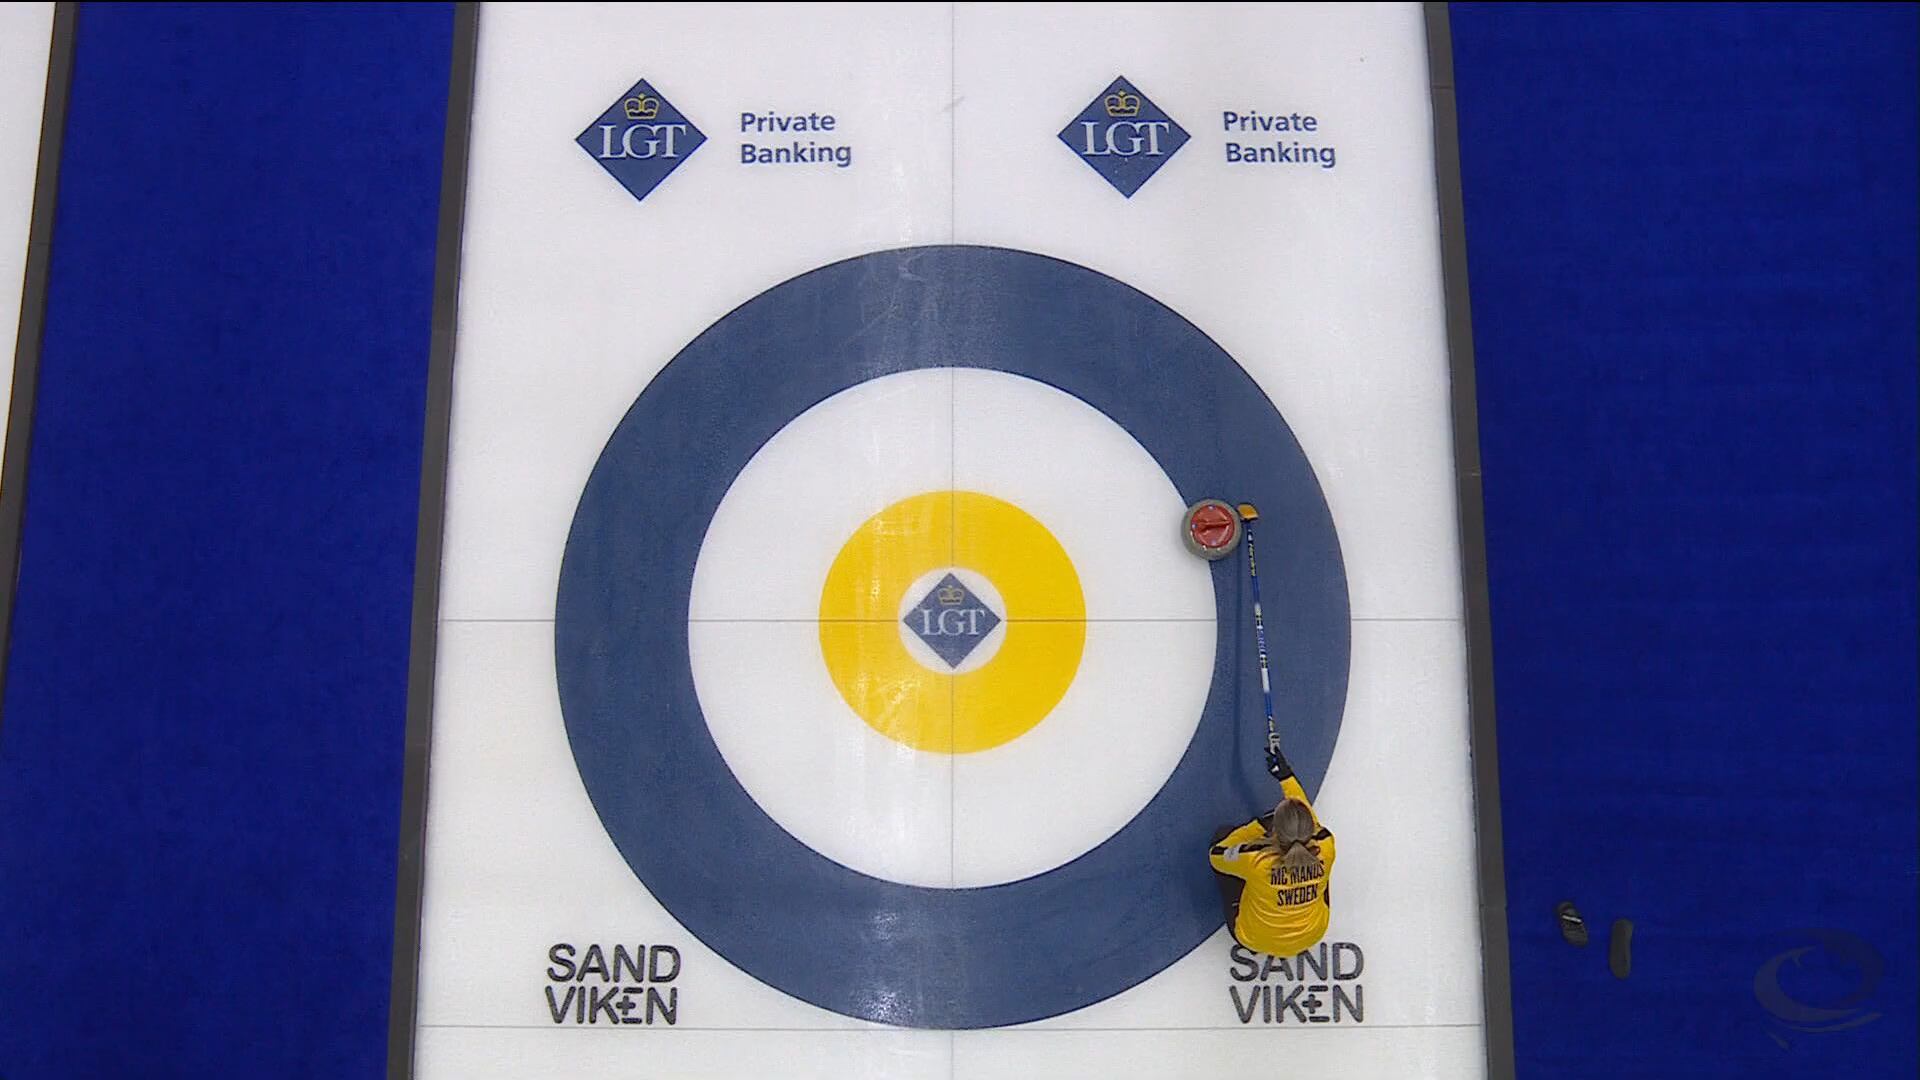 LGT
Private
Banking
LGT
Private
Banking
LGT
MC MANUS
SWEDEN
SAND
VIKEN
SAND
VIKEN